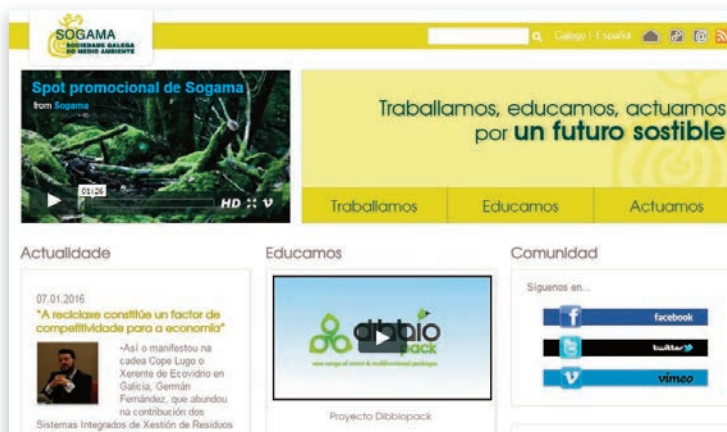 SOGAMA
SOCIEDADE GALEGA
DO MEDIO AMBIENTE
Galego | Español
Spot promocional de Sogama
from Sogama
01:26
HD
Traballamos, educamos, actuamos
por un futuro sostible
Traballamos
Educamos
Actuamos
Actualidade
07.01.2016
"A reciclaxe constitúe un factor de
competitividade para a economía"
-Así o manifestou na
cadea Cope Lugo o
Xerente de Ecovidrio en
Galicia, Germán
Fernández, que abundou
na contribución dos
Sistemas Integrados de Xestión de Residuos
Educamos
dibbio
pack
Proyecto Dibbiopack
Comunidad
Síguenos en...
facebook
twitter
vimeo